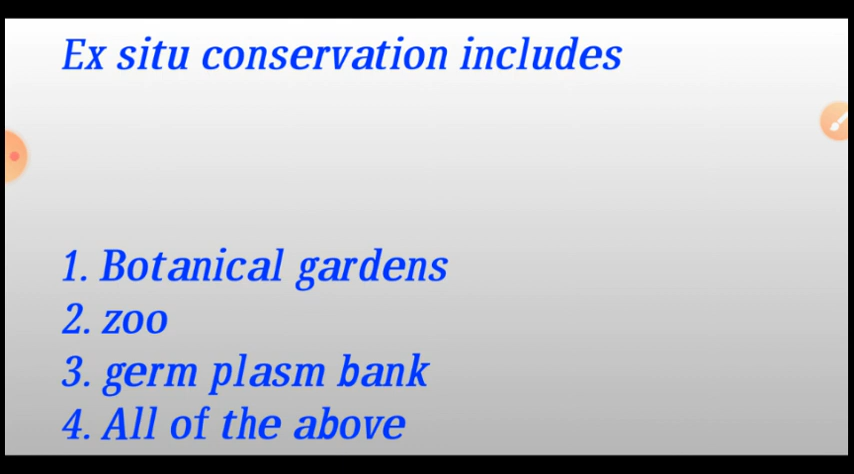 Ex situ conservation includes
1. Botanical gardens
2. zoo
3. germ plasm bank
4. All of the above